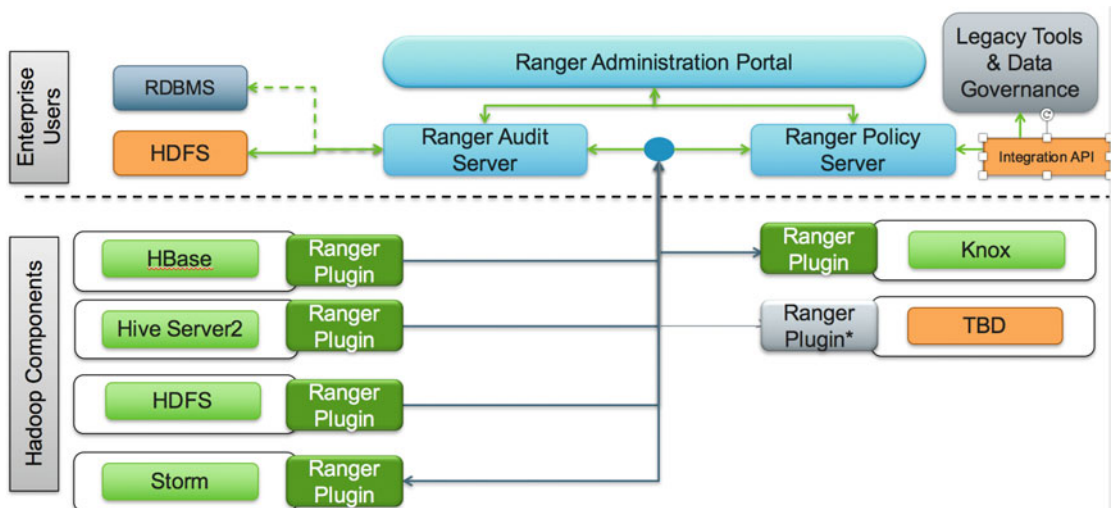 Enterprise
Users
RDBMS
HDFS
Ranger Administration Portal
Ranger Audit
Server
Ranger Policy
Server
Legacy Tools
& Data
Governance
Integration API
Hadoop Components
HBase
Ranger
Plugin
Hive Server2
Ranger
Plugin
HDFS
Ranger
Plugin
Storm
Ranger
Plugin
Ranger
Plugin
Knox
Ranger
Plugin*
TBD